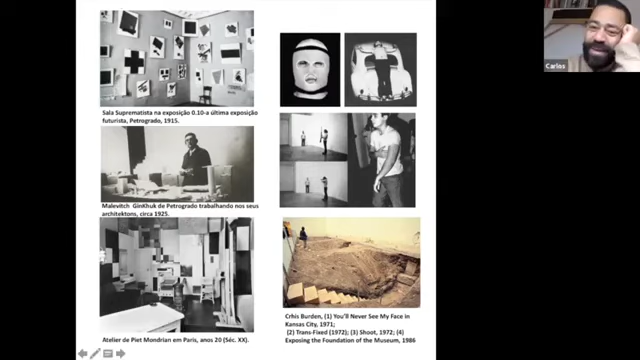 Carlos
Sala Suprematista na exposição 0.10-a última exposição
futurista, Petrogrado, 1915.
Malevitch GinKhuk de Petrogrado trabalhando nos seus
architektons, circa 1925.
Atelier de Piet Mondrian em Paris, anos 20 (Séc. XX).
Crhis Burden, (1) You'll Never See My Face in
Kansas City, 1971;
(2) Trans-Fixed (1972); (3) Shoot, 1972; (4)
Exposing the Foundation of the Museum, 1986